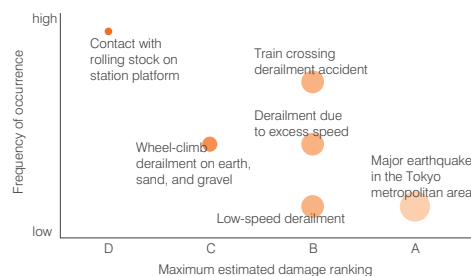 high
Contact with
rolling stock on
station platform
Train crossing
derailment accident
Derailment due
to excess speed
Wheel-climb
derailment on earth,
sand, and gravel
Major earthquake
in the Tokyo
metropolitan area
Low-speed derailment
low
Frequency of occurrence
D
C
B
A
Maximum estimated damage ranking